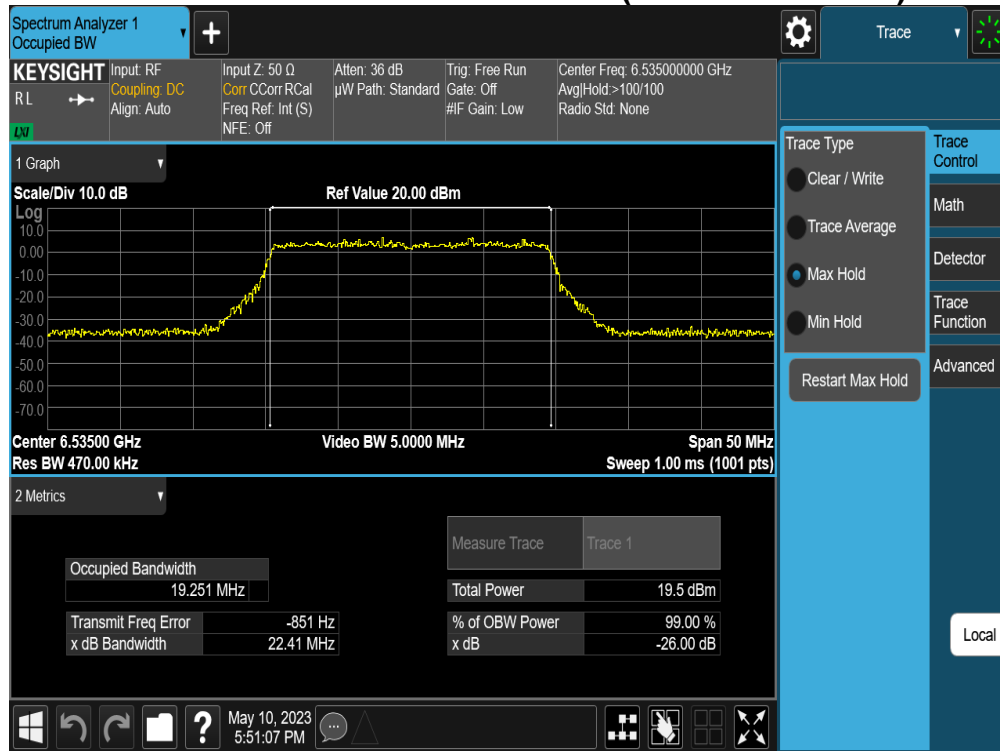 Spectrum Analyzer 1
Occupied BW
+
Trace
KEYSIGHT
RL
LXI
Input: RF
Coupling: DC
Align: Auto
Input Z: 50 Ω
Corr CCorr RCal
Freq Ref: Int (S)
NFE: Off
Atten: 36 dB
µW Path: Standard
Trig: Free Run
Gate: Off
#IF Gain: Low
Center Freq: 6.535000000 GHz
Avg|Hold:>100/100
Radio Std: None
1 Graph
Scale/Div 10.0 dB
Ref Value 20.00 dBm
Log
10.0
0.00
-10.0
-20.0
-30.0
-40.0
-50.0
-60.0
-70.0
Center 6.53500 GHz
Video BW 5.0000 MHz
Span 50 MHz
Res BW 470.00 kHz
Sweep 1.00 ms (1001 pts)
2 Metrics
Measure Trace
Trace 1
Occupied Bandwidth
19.251 MHz
Total Power
19.5 dBm
Transmit Freq Error
-851 Hz
% of OBW Power
99.00 %
x dB Bandwidth
22.41 MHz
x dB
-26.00 dB
Trace Type
Clear / Write
Trace Average
Max Hold
Min Hold
Restart Max Hold
Trace
Control
Math
Detector
Trace
Function
Advanced
Local
?
May 10, 2023
5:51:07 PM